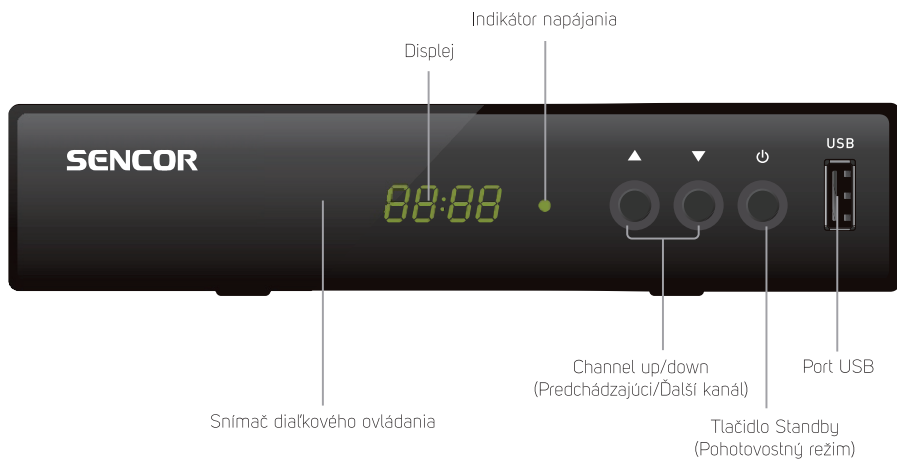 Indikátor napájania
Displej
USB
SENCOR
88:88
Channel up/down
(Predchádzajúci/Ďalší kanál)
Port USB
Snímač diaľkového ovládania
Tlačidlo Standby
(Pohotovostný režim)